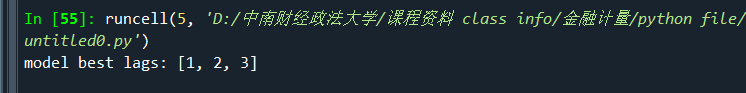 In [55]: runcell(5, 'D:/中南财经政法大学/课程资料 class info/金融计量/python file/
untitled0.py')
model best lags: [1, 2, 3]